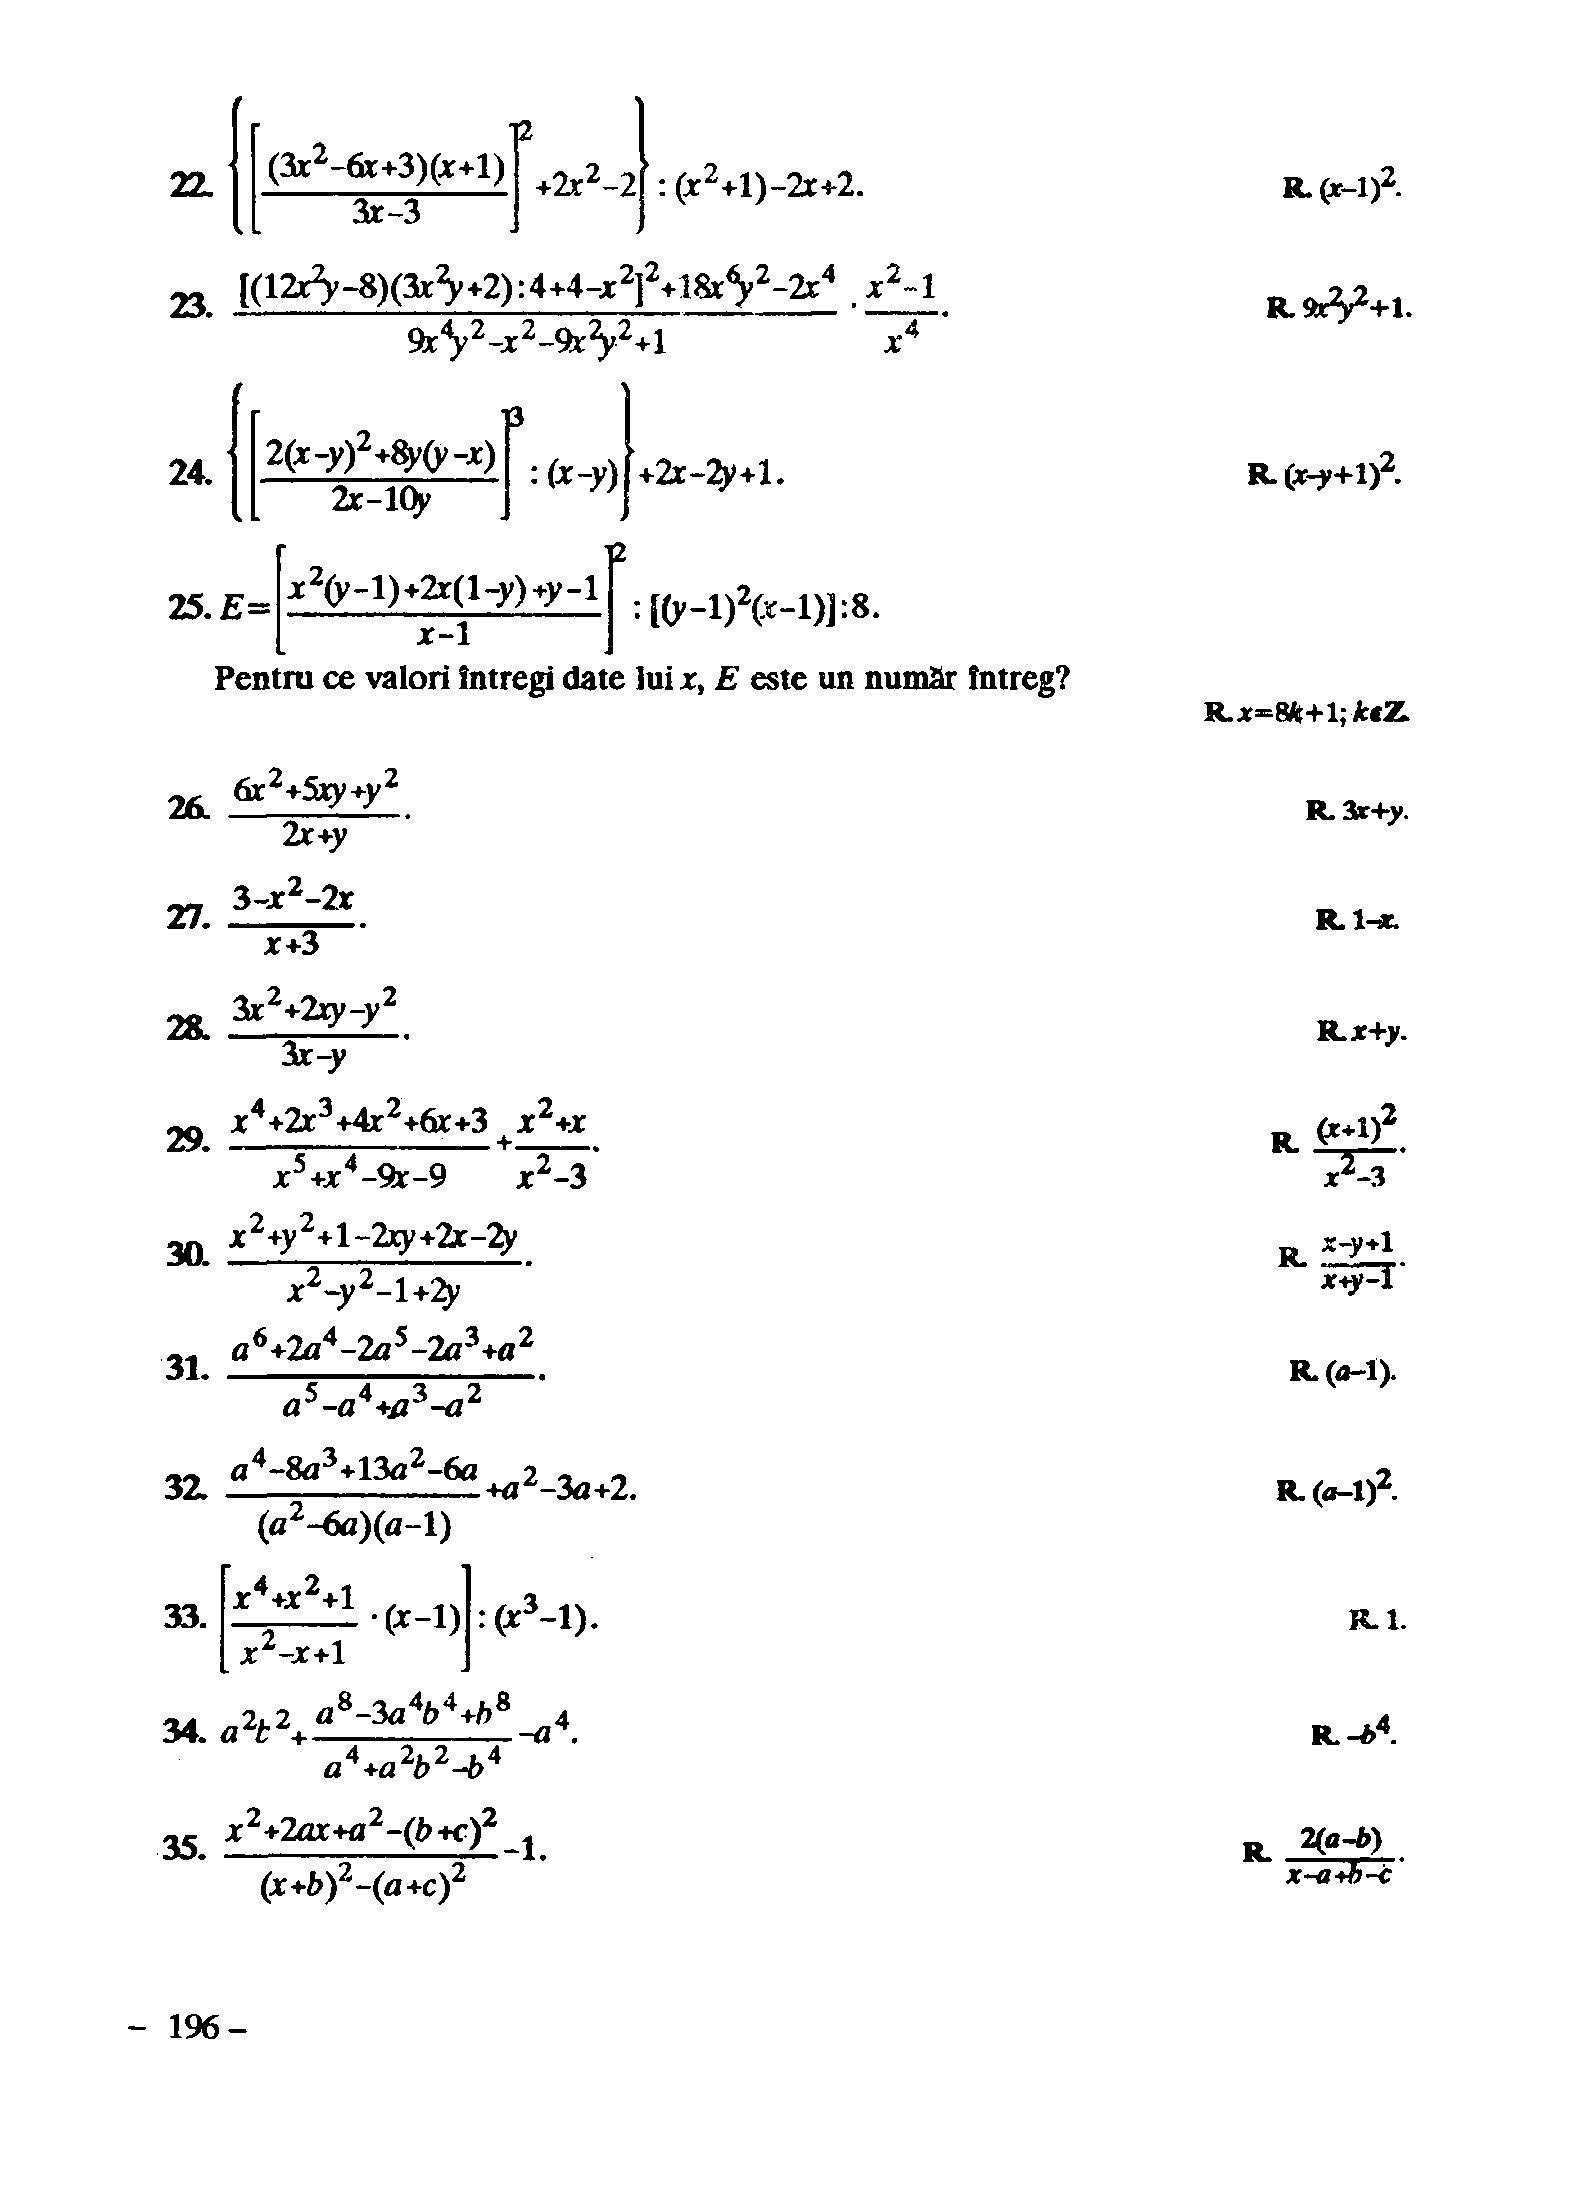 22. {[((3x²-6x+3)(x+1))/(3x-3)]²+2x²-2}:(x²+1)-2x+2. R. (x-1)².
23. ([(12x²y-8)(3x²y+2):4+4-x²]²+18x⁶y²-2x⁴)/(9x⁴y²-x²-9x²y²+1) · (x²-1)/x⁴. R. 9x²y²+1.
24. {[(2(x-y)²+8y(y-x))/(2x-10y)]³:(x-y)}+2x-2y+1. R. (x-y+1)².
25. E=[(x²(y-1)+2x(1-y)+y-1)/(x-1)]²:[(y-1)²(x-1)]:8.
Pentru ce valori întregi date lui x, E este un număr întreg?
R. x=8k+1; k∈Z.
26. (6x²+5xy+y²)/(2x+y). R. 3x+y.
27. (3-x²-2x)/(x+3). R. 1-x.
28. (3x²+2xy-y²)/(3x-y). R. x+y.
29. (x⁴+2x³+4x²+6x+3)/(x⁵+x⁴-9x-9)+(x²+x)/(x²-3). R. (x+1)²/(x²-3).
30. (x²+y²+1-2xy+2x-2y)/(x²-y²-1+2y). R. (x-y+1)/(x+y-1).
31. (a⁶+2a⁴-2a⁵-2a³+a²)/(a⁵-a⁴+a³-a²). R. (a-1).
32. (a⁴-8a³+13a²-6a)/((a²-6a)(a-1))+a²-3a+2. R. (a-1)².
33. [(x⁴+x²+1)/(x²-x+1)·(x-1)]:(x³-1). R. 1.
34. a²b²+(a⁸-3a⁴b⁴+b⁸)/(a⁴+a²b²-b⁴)-a⁴. R. -b⁴.
35. (x²+2ax+a²-(b+c)²)/((x+b)²-(a+c)²)-1. R. 2(a-b)/(x-a+b-c).
- 196 -